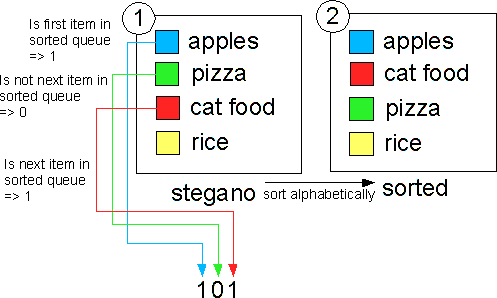 Is first item in
sorted queue
=> 1
Is not next item in
sorted queue
=> 0
Is next item in
sorted queue
=> 1
1
apples
pizza
cat food
rice
stegano
sort alphabetically
2
apples
cat food
pizza
rice
sorted
101